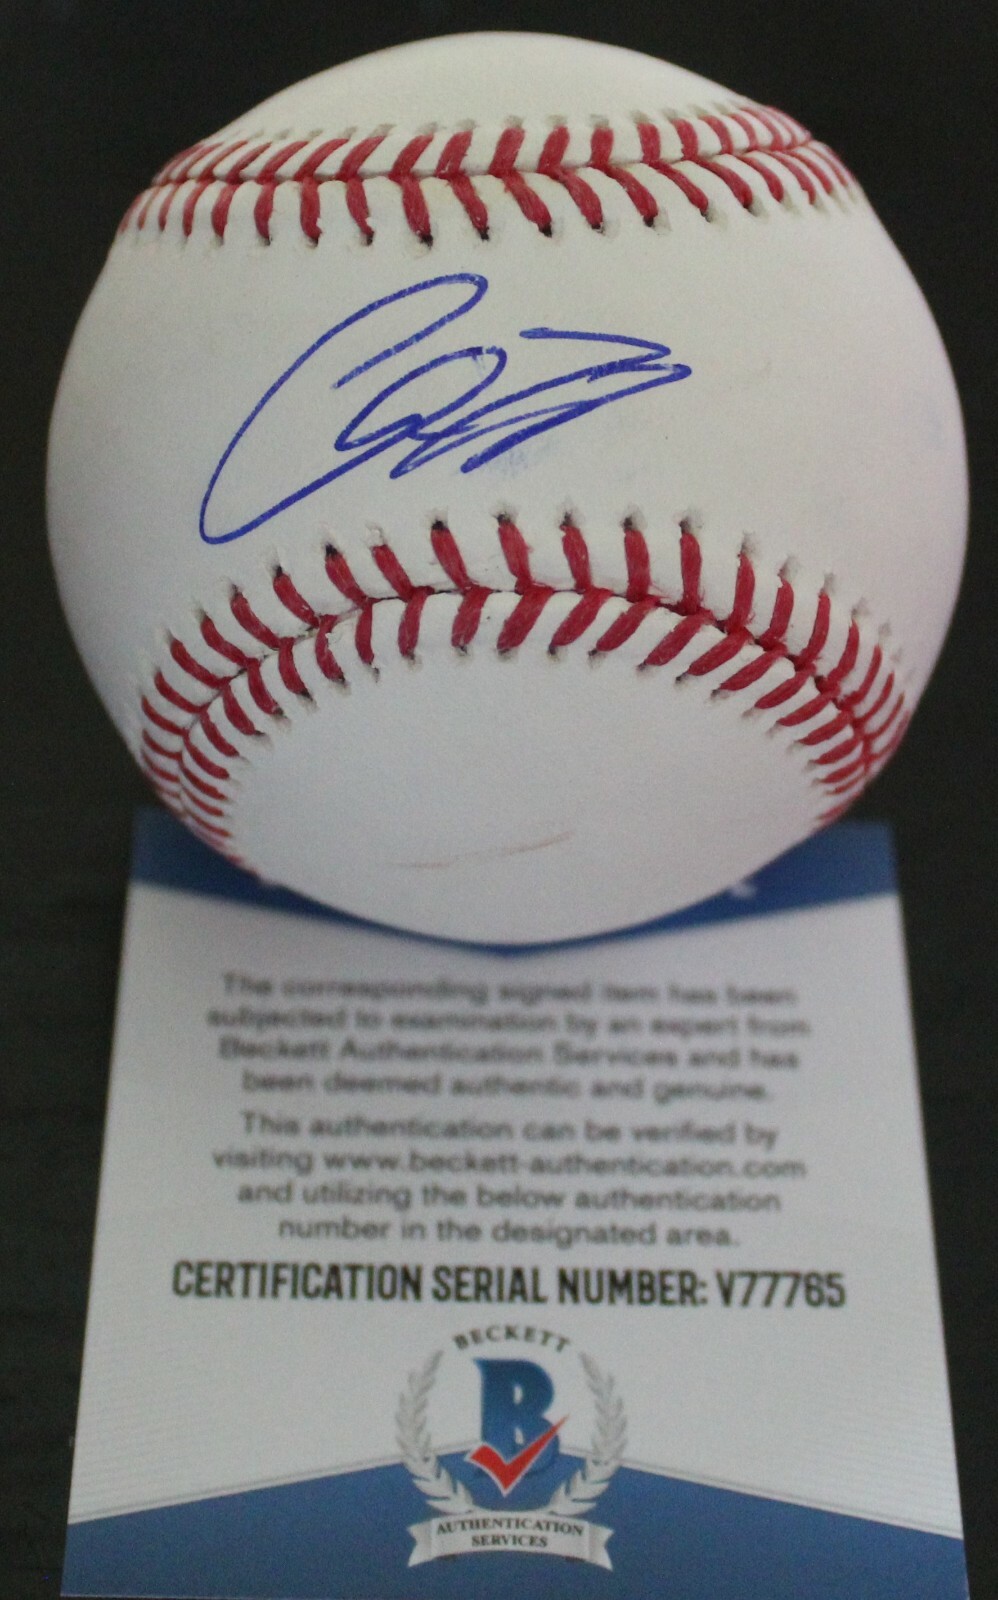 The corresponding signed item has been
subjected to examination by an expert from
Beckett Authentication Services and has
been deemed authentic and genuine.
This authentication can be verified by
visiting www.beckett-authentication.com
and utilizing the below authentication
number in the designated area.
CERTIFICATION SERIAL NUMBER: V77765
BECKETT
B
AUTHENTICATION
SERVICES